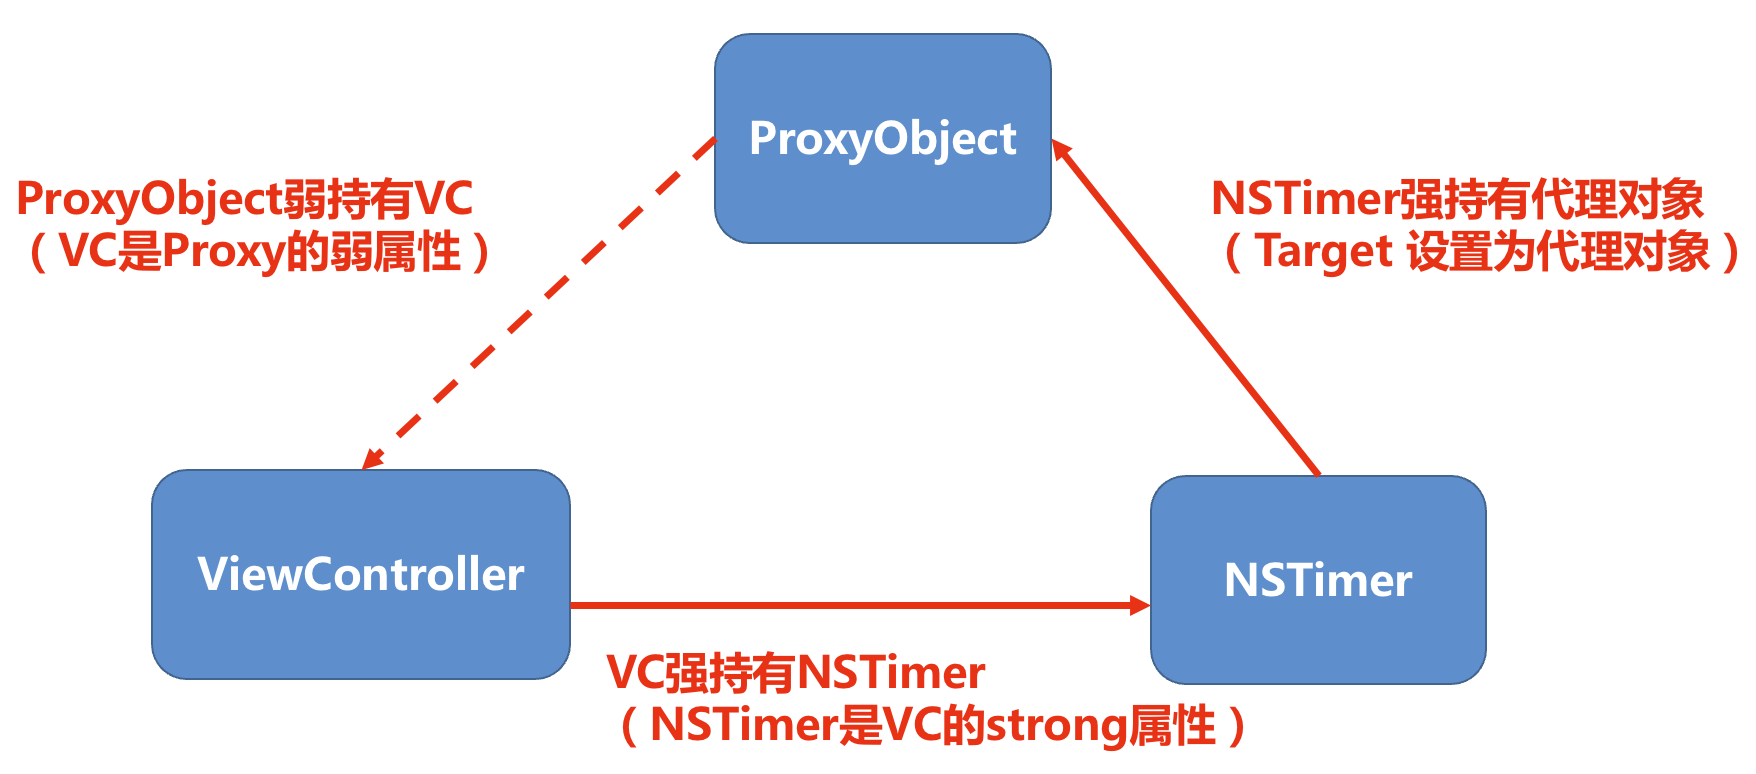 ProxyObject
ProxyObject弱持有VC
（VC是Proxy的弱属性）
NSTimer强持有代理对象
（Target 设置为代理对象）
ViewController
NSTimer
VC强持有NSTimer
（NSTimer是VC的strong属性）